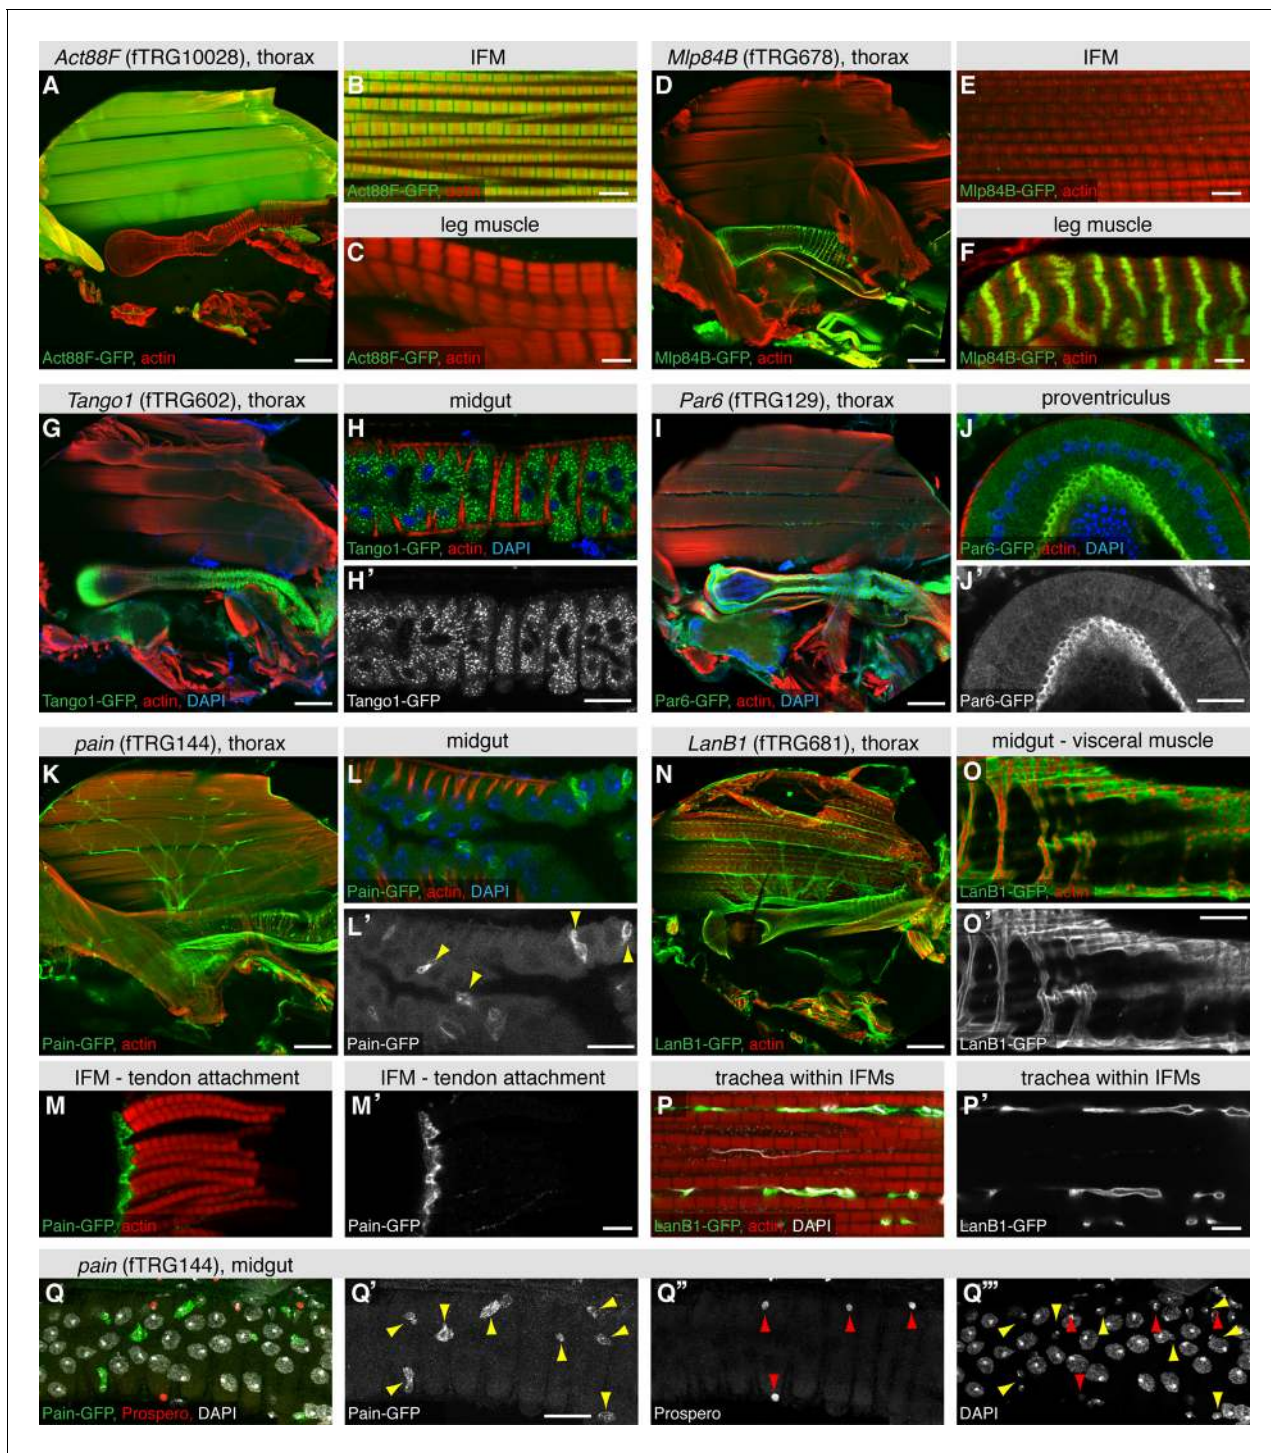 Act88F (fTRG10028), thorax
IFM
Mlp84B (fTRG678), thorax
IFM
A
B
D
E
Act88F-GFP, actin
Mlp84B-GFP, actin
leg muscle
leg muscle
C
F
Act88F-GFP, actin
Act88F-GFP, actin
Mlp84B-GFP, actin
Mlp84B-GFP, actin
Tango1 (fTRG602), thorax
midgut
Par6 (fTRG129), thorax
proventriculus
G
H
I
J
Tango1-GFP, actin, DAPI
Par6-GFP, actin, DAPI
H'
J'
Tango1-GFP, actin, DAPI
Tango1-GFP
Par6-GFP, actin, DAPI
Par6-GFP
pain (fTRG144), thorax
midgut
LanB1 (fTRG681), thorax
midgut - visceral muscle
K
L
N
O
Pain-GFP, actin, DAPI
LanB1-GFP, actin
L'
O'
Pain-GFP, actin
Pain-GFP
LanB1-GFP, actin
LanB1-GFP
IFM - tendon attachment
IFM - tendon attachment
trachea within IFMs
trachea within IFMs
M
M'
P
P'
Pain-GFP, actin
Pain-GFP
LanB1-GFP, actin, DAPI
LanB1-GFP
pain (fTRG144), midgut
Q
Q'
Q''
Q'''
Pain-GFP, Prospero, DAPI
Pain-GFP
Prospero
DAPI